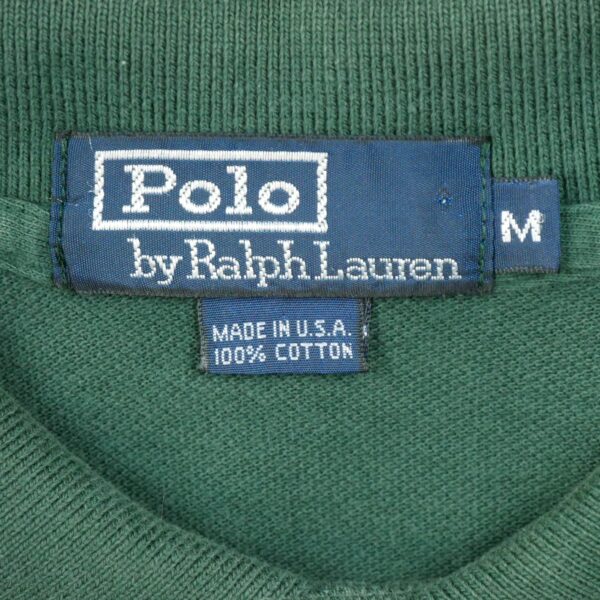 Polo
by Ralph Lauren
M
MADE IN U.S.A.
100% COTTON